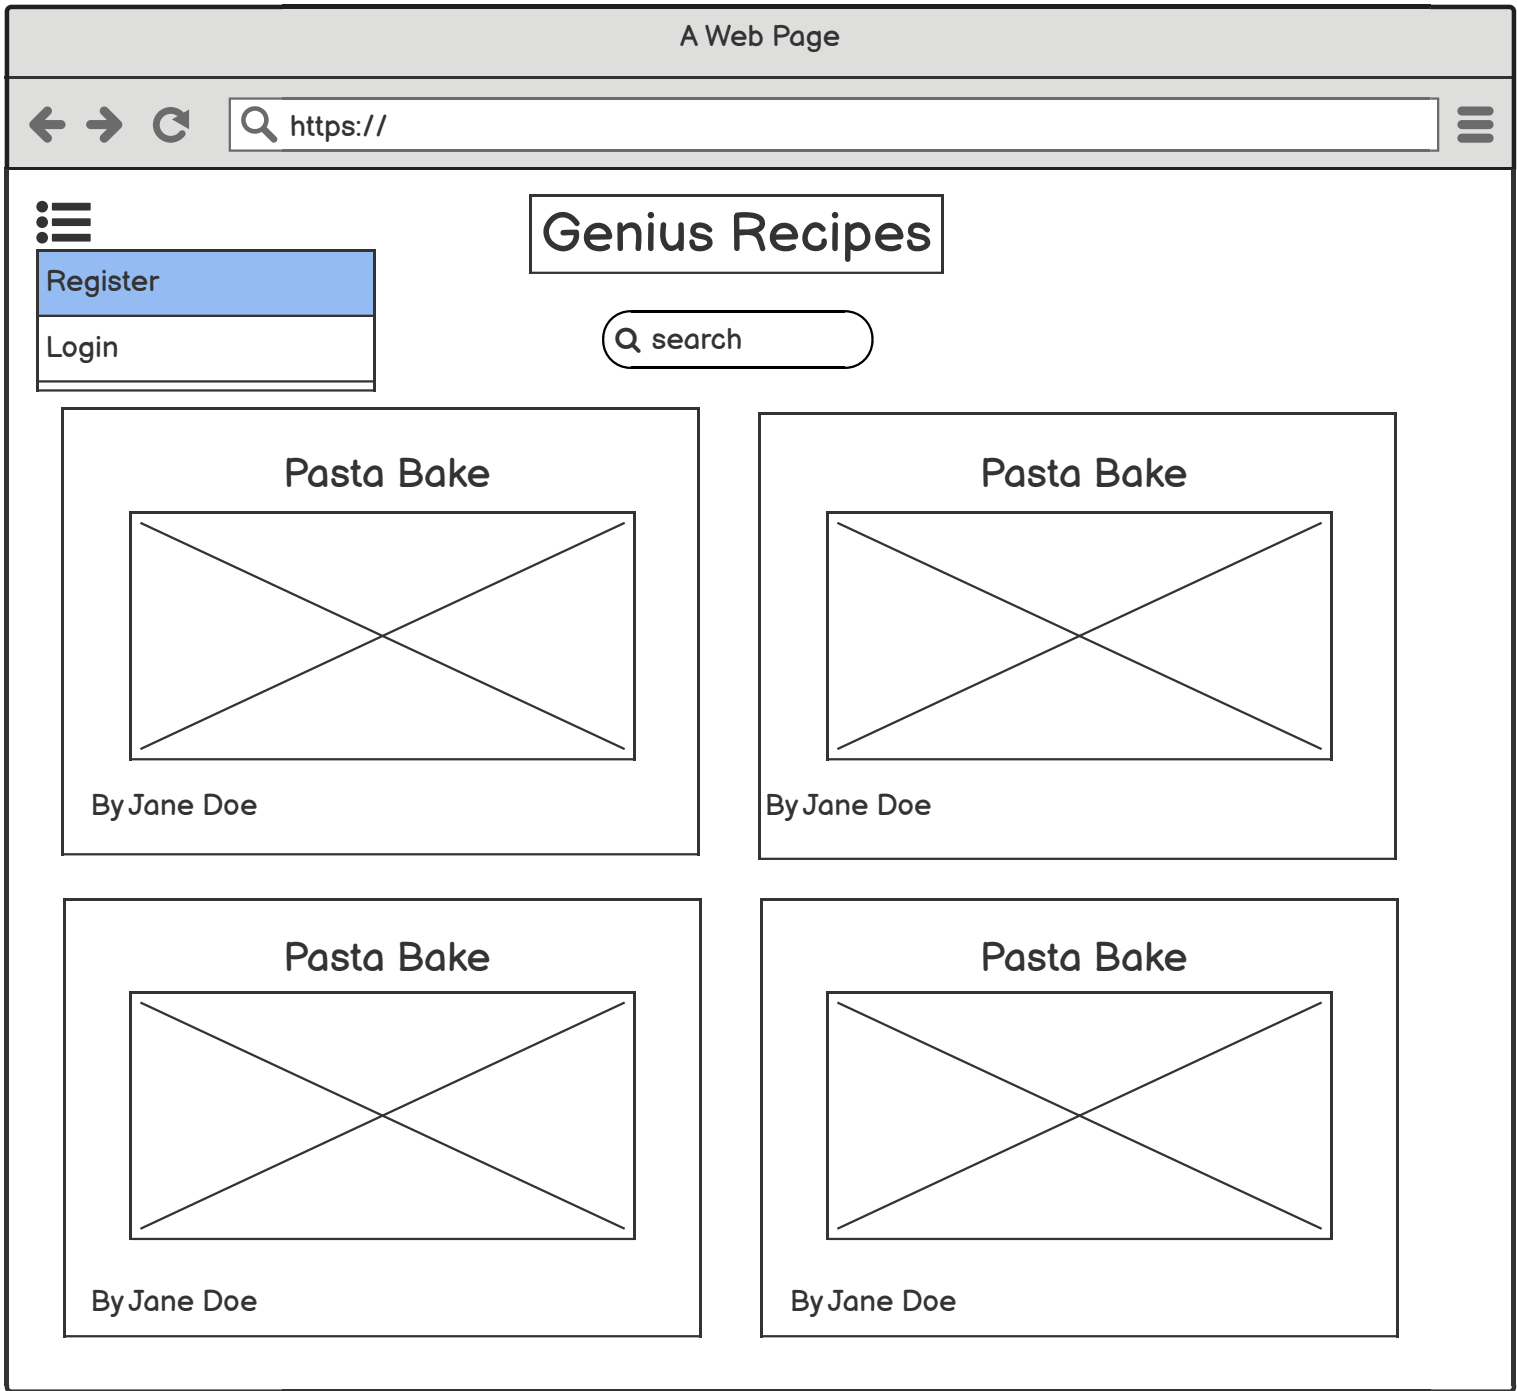 A Web Page
https://
Genius Recipes
Register
search
Login
Pasta Bake
Pasta Bake
By Jane Doe
By Jane Doe
Pasta Bake
Pasta Bake
By Jane Doe
By Jane Doe